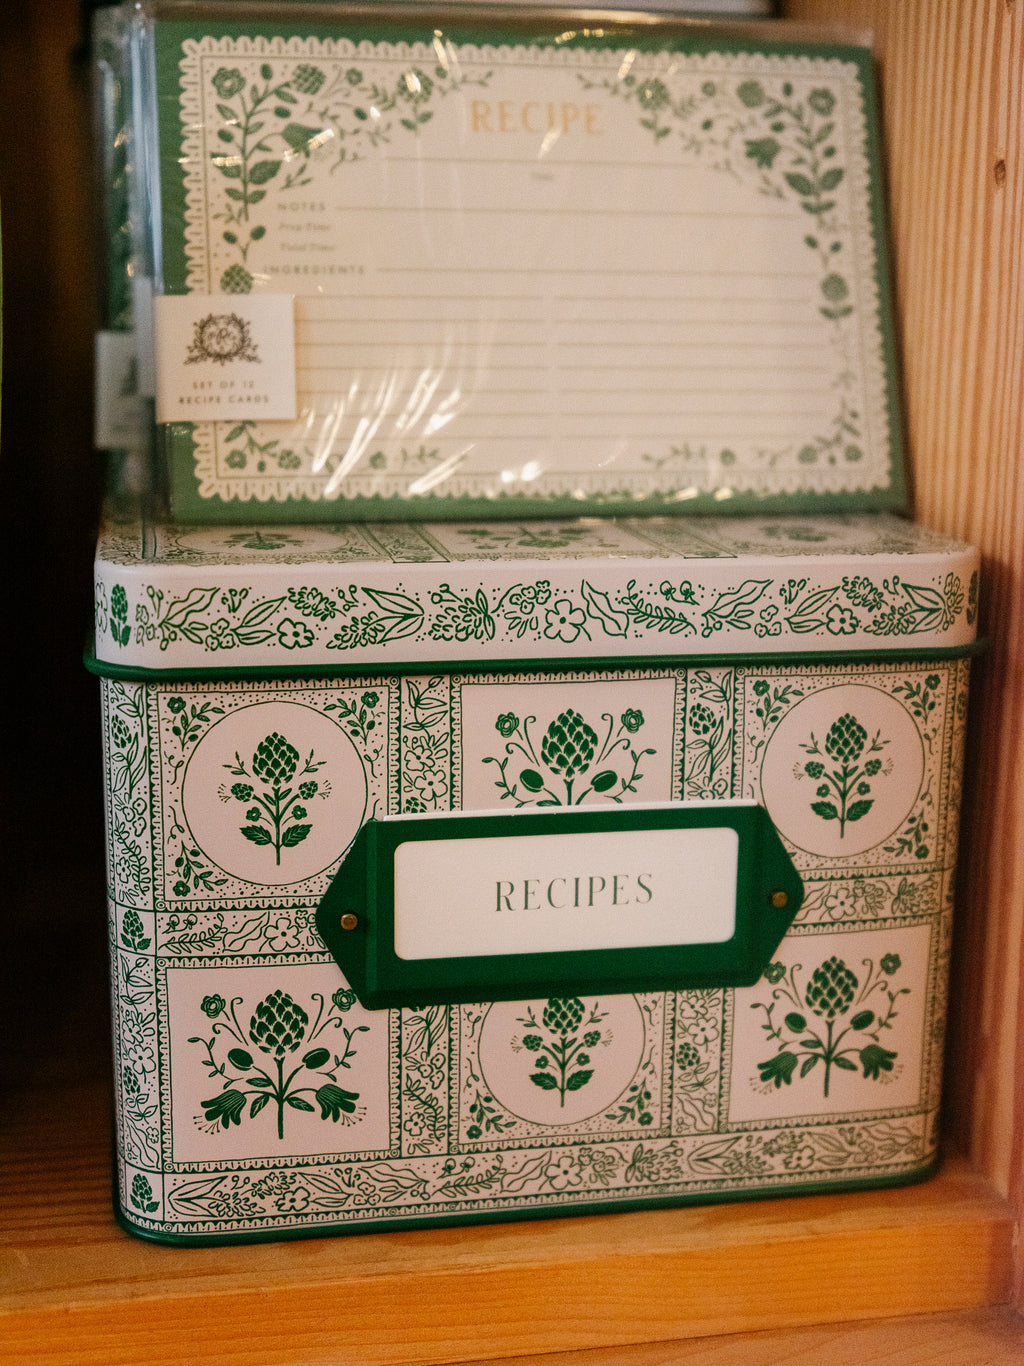 RECIPE
NOTES
Prep Time
Total Time
INGREDIENTS
SET OF 12
RECIPE CARDS
RECIPES